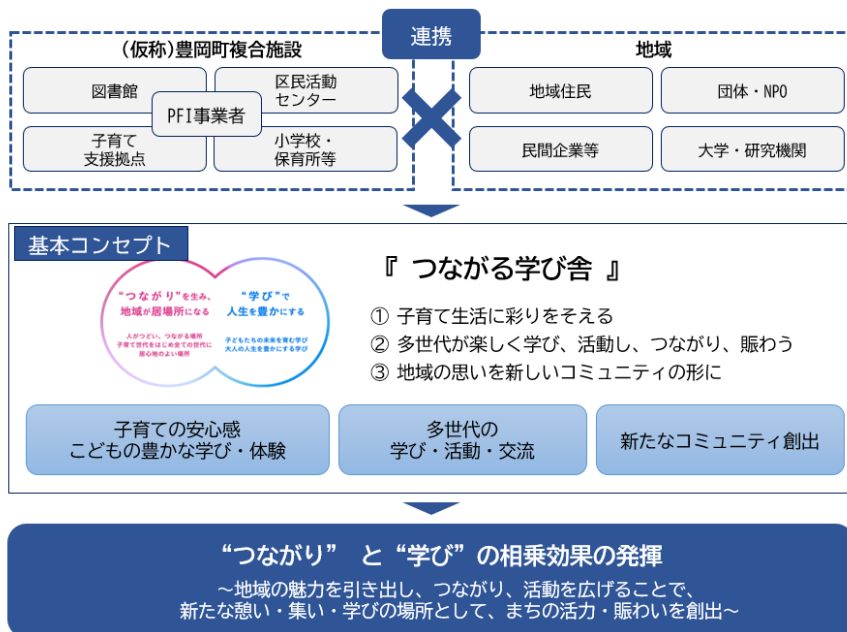 連携
(仮称)豊岡町複合施設
図書館
区民活動
センター
PFI事業者
子育て
支援拠点
小学校・
保育所等
地域
地域住民
団体・NPO
民間企業等
大学・研究機関
基本コンセプト
“つながり”を生み、
地域が居場所になる
人がつどい、つながる場所
子育て世代をはじめ全ての世代に
居心地のよい場所
“学び”で
人生を豊かにする
子どもたちの未来を育む学び
大人の人生を豊かにする学び
『 つながる学び舎 』
① 子育て生活に彩りをそえる
② 多世代が楽しく学び、活動し、つながり、賑わう
③ 地域の思いを新しいコミュニティの形に
子育ての安心感
こどもの豊かな学び・体験
多世代の
学び・活動・交流
新たなコミュニティ創出
“つながり” と “学び” の相乗効果の発揮
～地域の魅力を引き出し、つながり、活動を広げることで、
新たな憩い・集い・学びの場所として、まちの活力・賑わいを創出～